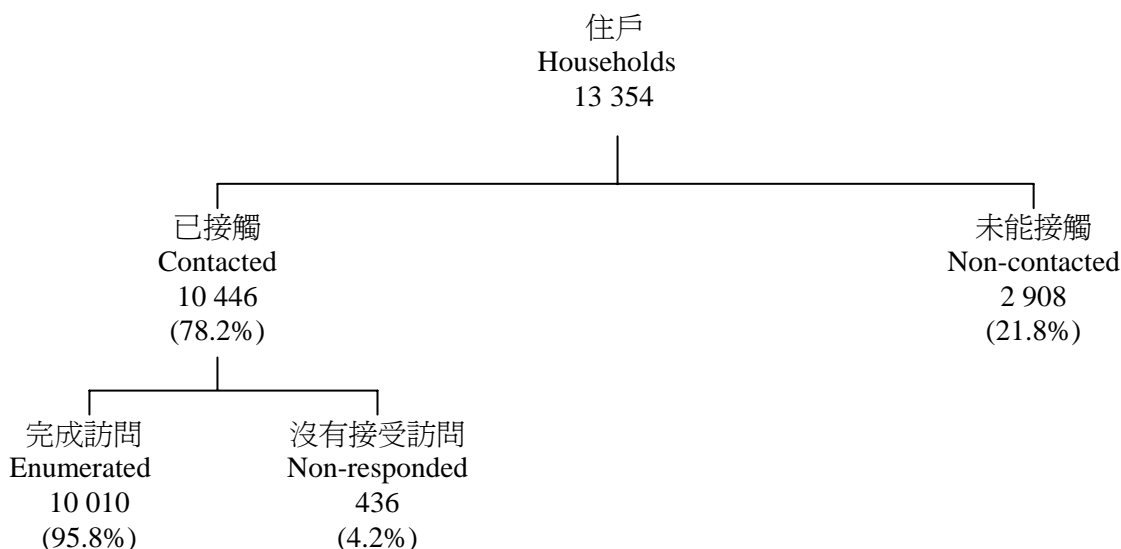 住戶
Households
13 354
已接觸
Contacted
10 446
(78.2%)
未能接觸
Non-contacted
2 908
(21.8%)
完成訪問
Enumerated
10 010
(95.8%)
沒有接受訪問
Non-responded
436
(4.2%)